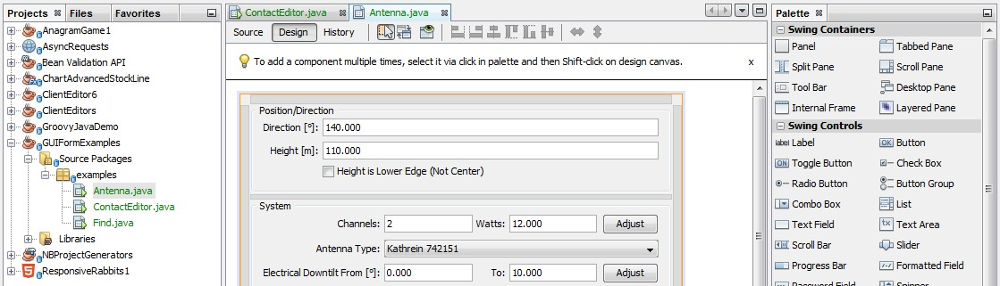 Projects Files Favorites
AnagramGame1
AsyncRequests
Bean Validation API
ChartAdvancedStockLine
ClientEditor6
ClientEditors
GroovyJavaDemo
GUIFormExamples
Source Packages
examples
Antenna.java
ContactEditor.java
Find.java
Libraries
NBProjectGenerators
ResponsiveRabbits1
ContactEditor.java Antenna.java
Source Design History
To add a component multiple times, select it via click in palette and then Shift-click on design canvas. x
Position/Direction
Direction [º]: 140.000
Height [m]: 110.000
Height is Lower Edge (Not Center)
System
Channels: 2 Watts: 12.000 Adjust
Antenna Type: Kathrein 742151
Electrical Downtilt From [º]: 0.000 To: 10.000 Adjust
Palette
Swing Containers
Panel Tabbed Pane
Split Pane Scroll Pane
Tool Bar Desktop Pane
Internal Frame Layered Pane
Swing Controls
label Label OK Button
ON Toggle Button Check Box
Radio Button Button Group
Combo Box List
Text Field tx Text Area
Scroll Bar Slider
Progress Bar Formatted Field
Password Field Spinner